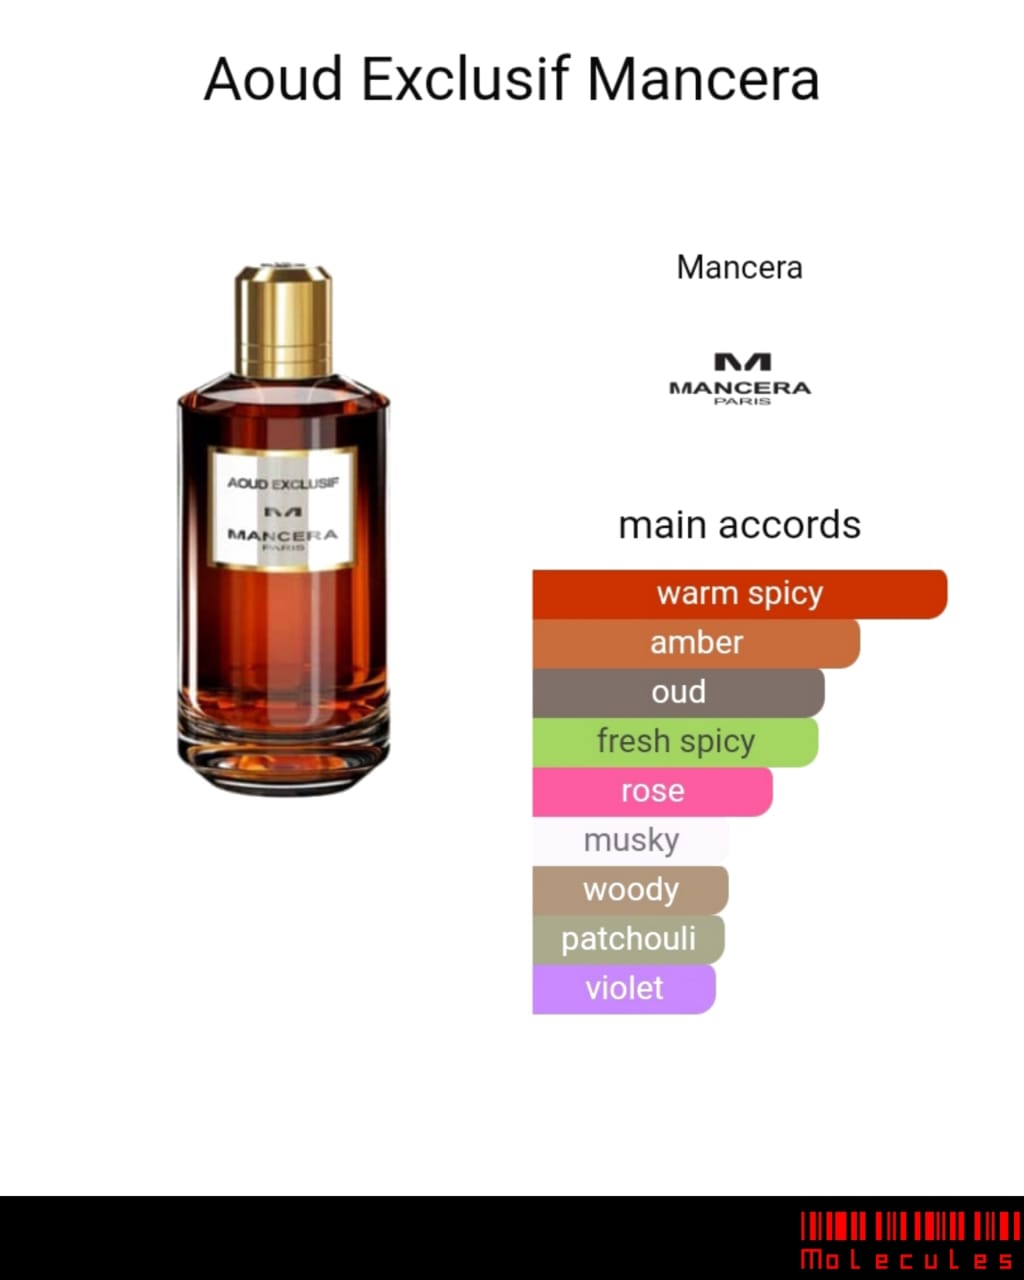 Aoud Exclusif Mancera
Mancera
MANCERA
PARIS
AOUD EXCLUSIF
MANCERA
PARIS
main accords
warm spicy
amber
oud
fresh spicy
rose
musky
woody
patchouli
violet
Molecules